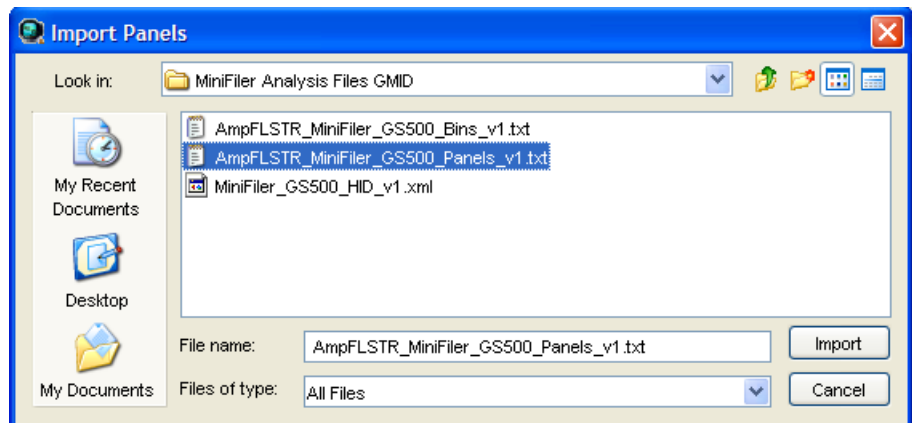 Import Panels
Look in:
MiniFiler Analysis Files GMID
AmpFLSTR_MiniFiler_GS500_Bins_v1.txt
AmpFLSTR_MiniFiler_GS500_Panels_v1.txt
MiniFiler_GS500_HID_v1.xml
My Recent
Documents
Desktop
My Documents
File name:
AmpFLSTR_MiniFiler_GS500_Panels_v1.txt
Import
Files of type:
All Files
Cancel